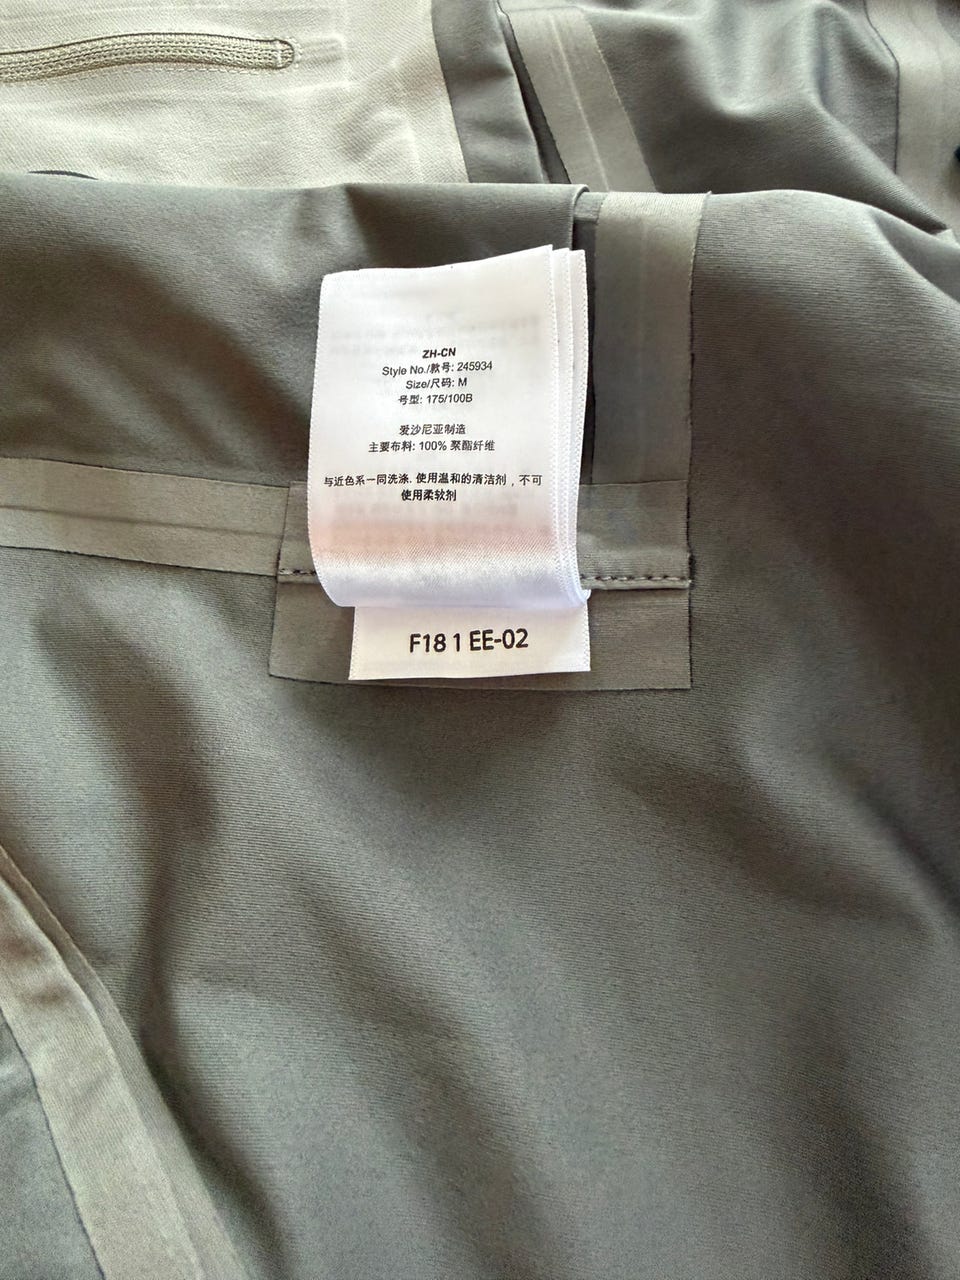 ZH-CN
Style No./款号: 245934
Size/尺码: M
号型: 175/100B
爱沙尼亚制造
主要布料: 100% 聚酯纤维
与近色系一同洗涤. 使用温和的清洁剂，不可
使用柔软剂
F18 1 EE-02